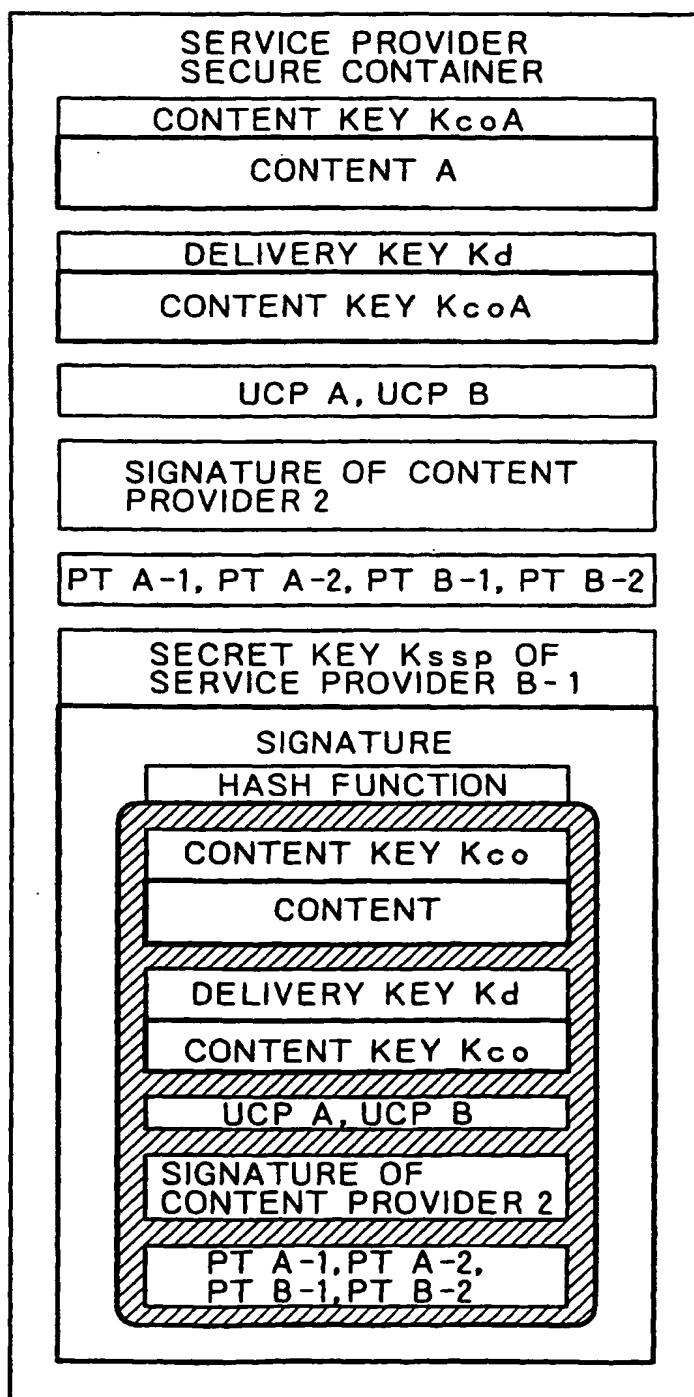 SERVICE PROVIDER
SECURE CONTAINER
CONTENT KEY KcoA
CONTENT A
DELIVERY KEY Kd
CONTENT KEY KcoA
UCP A, UCP B
SIGNATURE OF CONTENT
PROVIDER 2
PT A-1, PT A-2, PT B-1, PT B-2
SECRET KEY Kssp OF
SERVICE PROVIDER B-1
SIGNATURE
HASH FUNCTION
CONTENT KEY Kco
CONTENT
DELIVERY KEY Kd
CONTENT KEY Kco
UCP A, UCP B
SIGNATURE OF
CONTENT PROVIDER 2
PT A-1, PT A-2,
PT B-1, PT B-2